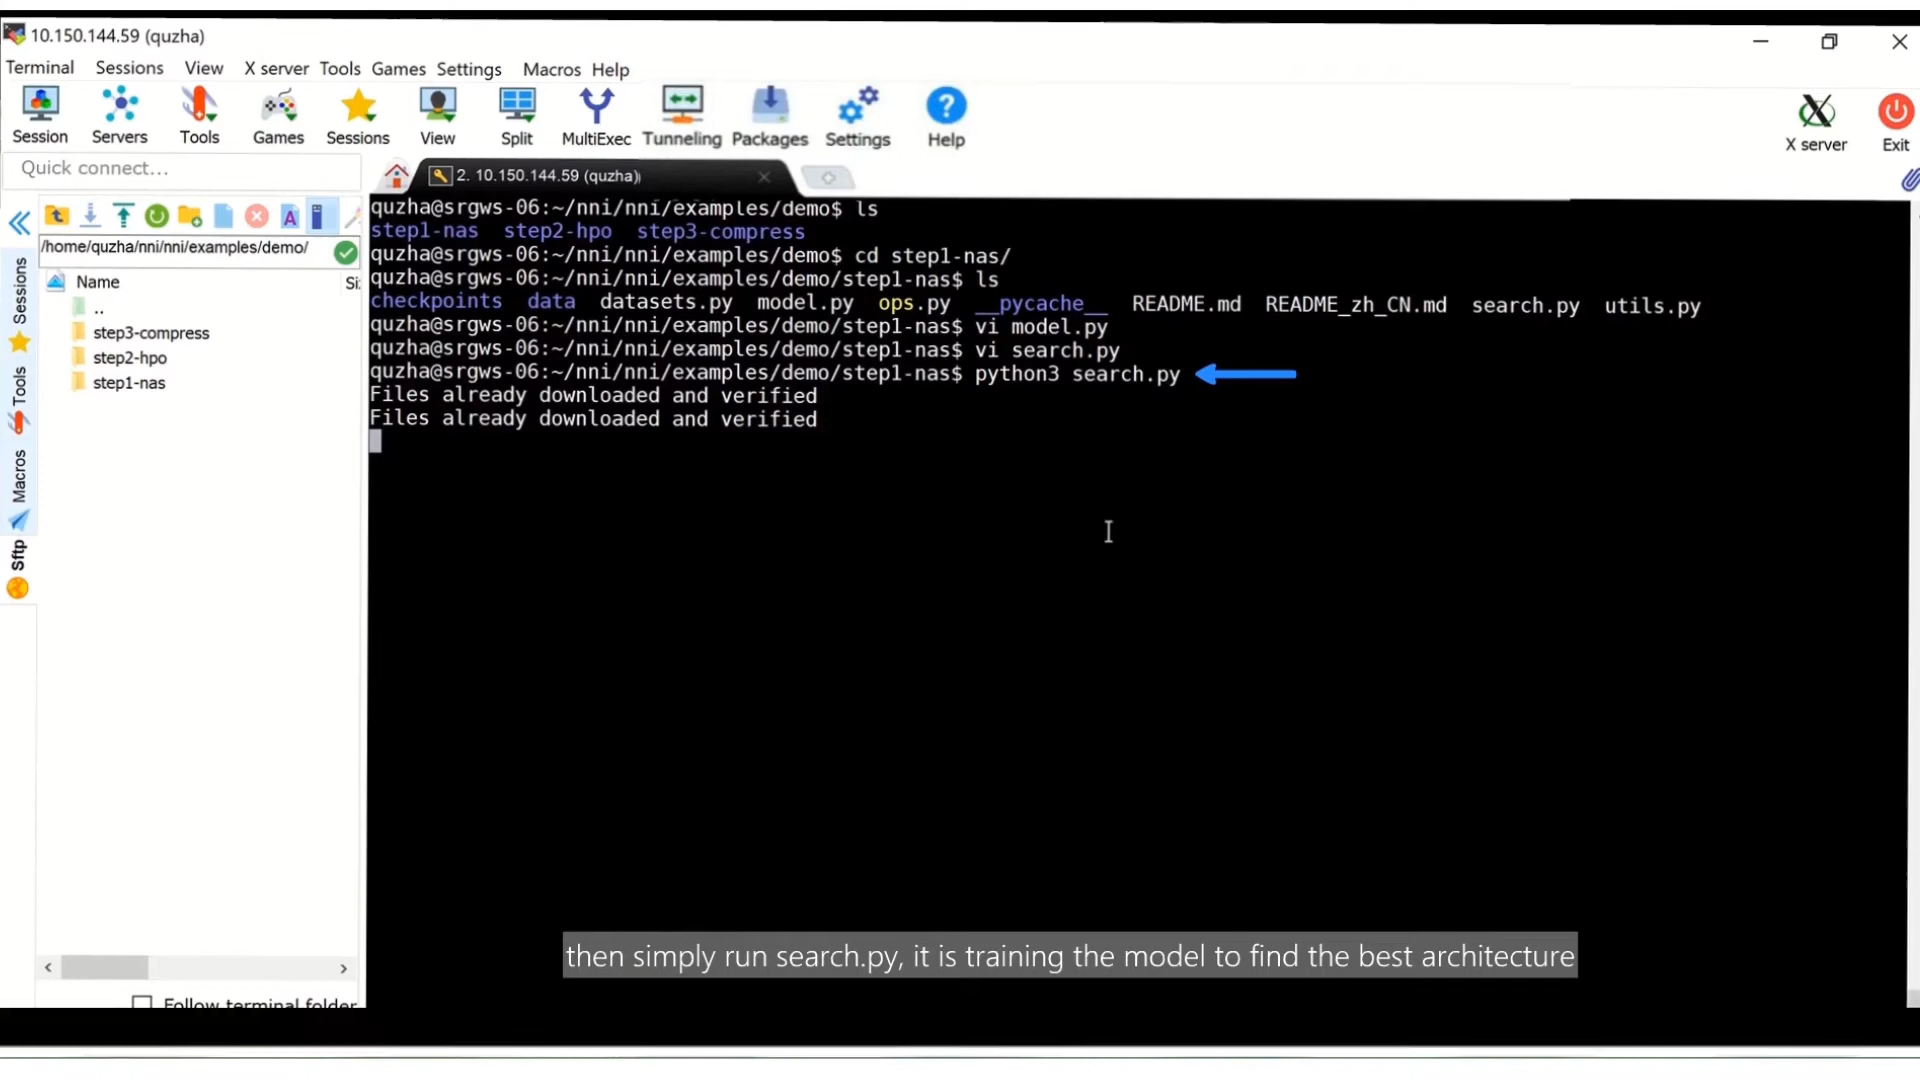 10.150.144.59 (quzha)
Terminal Sessions View X server Tools Games Settings Macros Help
Session Servers Tools Games Sessions View Split MultiExec Tunneling Packages Settings Help X server Exit
Quick connect...
2. 10.150.144.59 (quzha)
/home/quzha/nni/nni/examples/demo/
Name
..
step3-compress
step2-hpo
step1-nas
Sessions
Tools
Macros
Sftp
Follow terminal folder
quzha@srgws-06:~/nni/nni/examples/demo$ ls
step1-nas step2-hpo step3-compress
quzha@srgws-06:~/nni/nni/examples/demo$ cd step1-nas/
quzha@srgws-06:~/nni/nni/examples/demo/step1-nas$ ls
checkpoints data datasets.py model.py ops.py __pycache__ README.md README_zh_CN.md search.py utils.py
quzha@srgws-06:~/nni/nni/examples/demo/step1-nas$ vi model.py
quzha@srgws-06:~/nni/nni/examples/demo/step1-nas$ vi search.py
quzha@srgws-06:~/nni/nni/examples/demo/step1-nas$ python3 search.py
Files already downloaded and verified
Files already downloaded and verified
then simply run search.py, it is training the model to find the best architecture